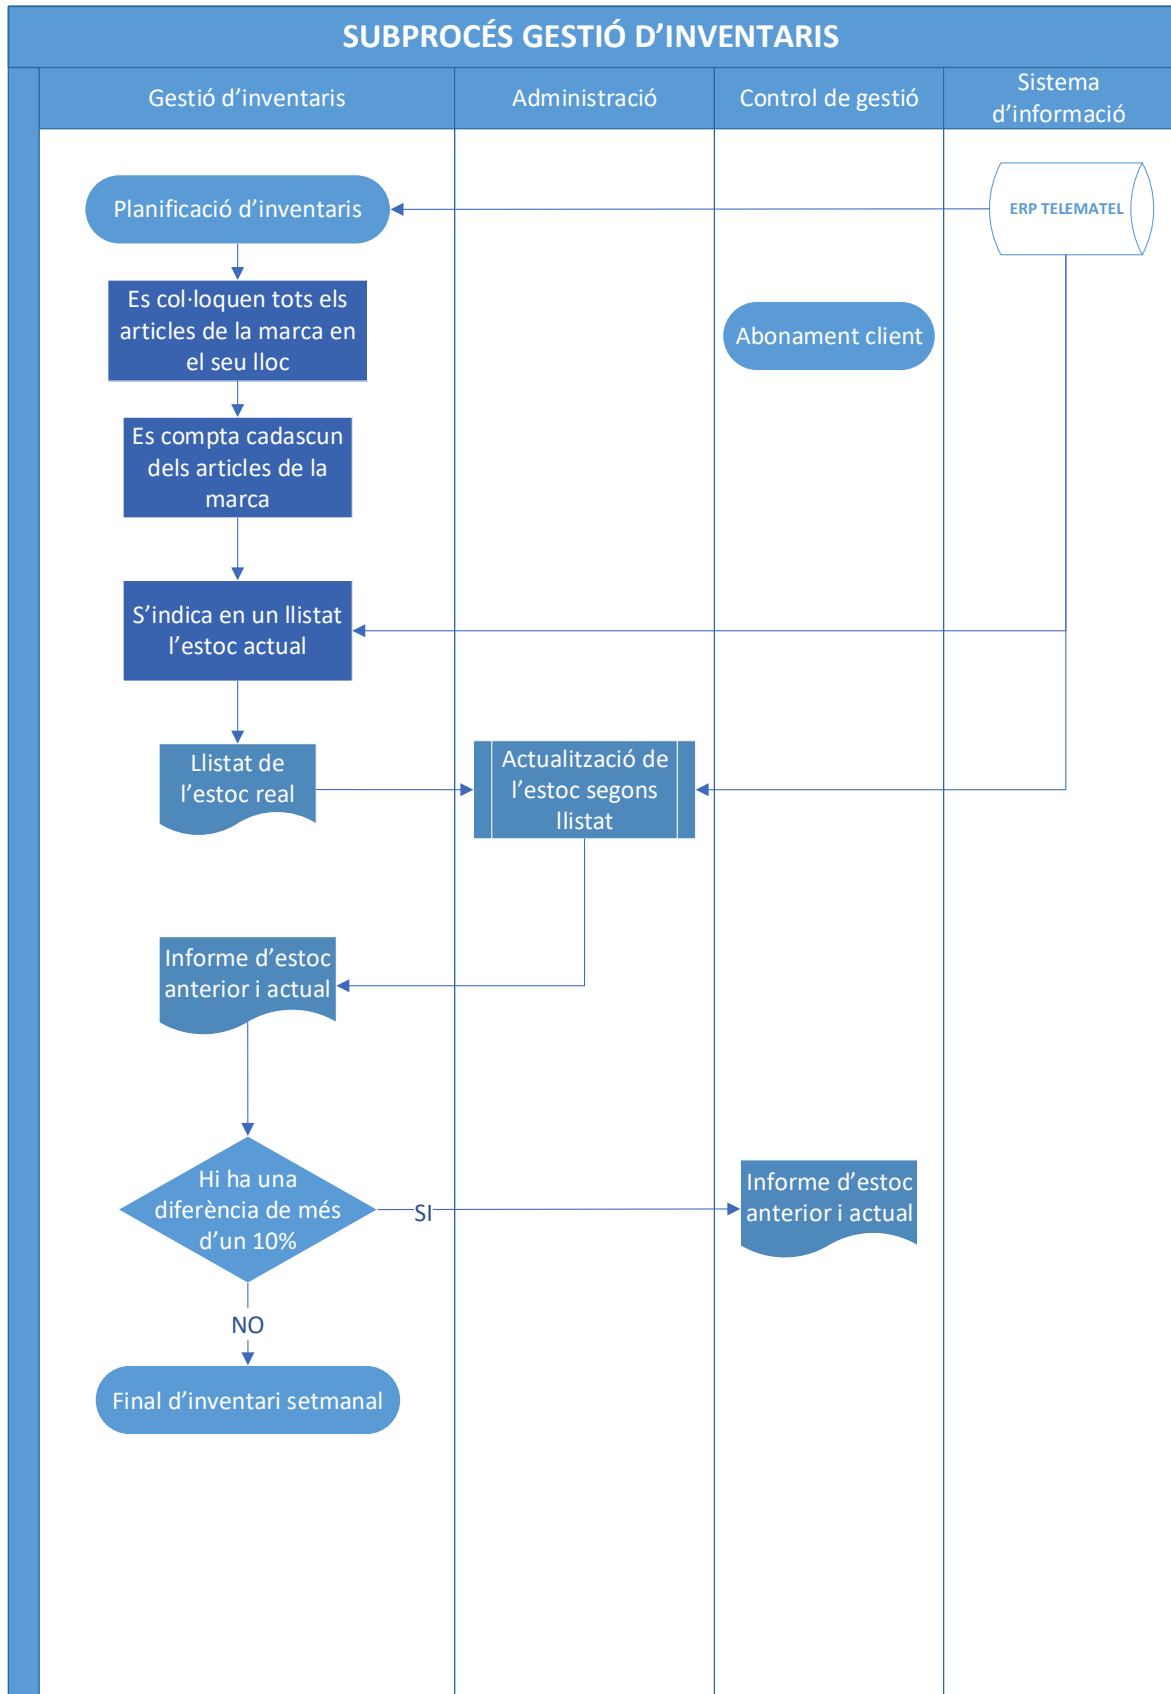 SUBPROCÉS GESTIÓ D’INVENTARIS
Gestió d’inventaris
Administració
Control de gestió
Sistema
d’informació
Planificació d’inventaris
ERP TELEMATEL
Es col·loquen tots els
articles de la marca en
el seu lloc
Abonament client
Es compta cadascun
dels articles de la
marca
S’indica en un llistat
l’estoc actual
Llistat de
l’estoc real
Actualització de
l’estoc segons
llistat
Informe d’estoc
anterior i actual
Hi ha una
diferència de més
d’un 10%
SI
Informe d’estoc
anterior i actual
NO
Final d’inventari setmanal